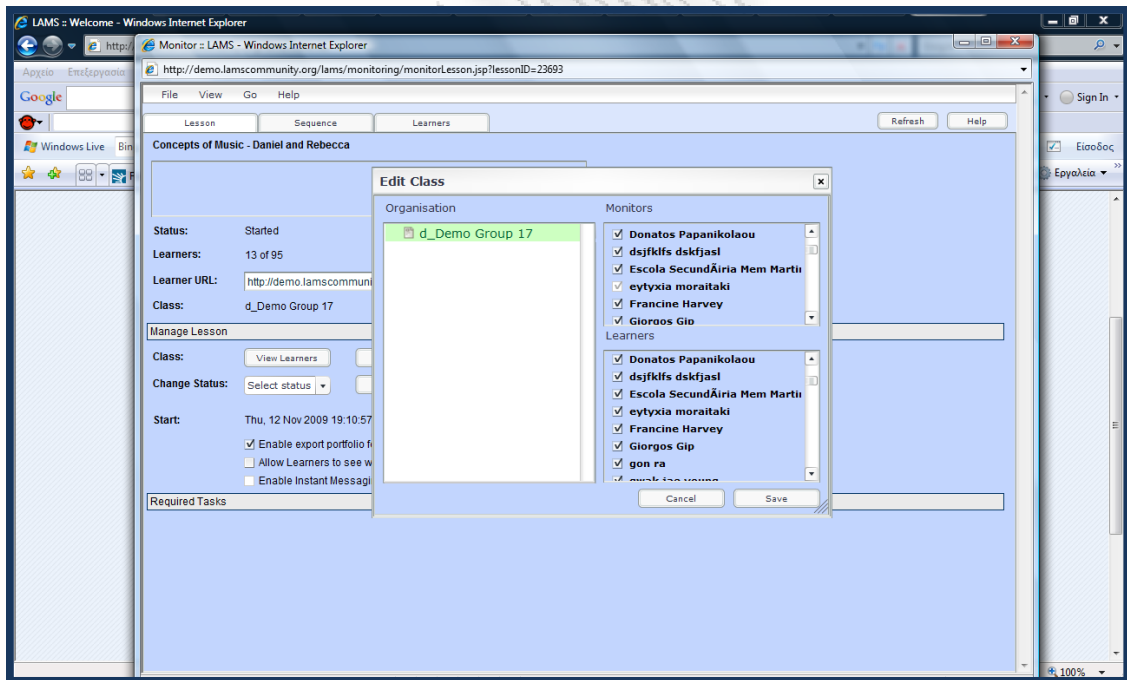 LAMS :: Welcome - Windows Internet Explorer
http:/
Monitor :: LAMS - Windows Internet Explorer
http://demo.lamscommunity.org/lams/monitoring/monitorLesson.jsp?lessonID=23693
Αρχείο Επεξεργασία
File View Go Help
Google
Sign In
Lesson Sequence Learners Refresh Help
Windows Live Bin
Είσοδος
Concepts of Music - Daniel and Rebecca
F
Εργαλεία
Edit Class
Organisation Monitors
d_Demo Group 17
Donatos Papanikolaou
dsjfklfs dskfjasl
Escola SecundÃiria Mem Martii
eytyxia moraitaki
Francine Harvey
Giorgos Gip
Learners
Donatos Papanikolaou
dsjfklfs dskfjasl
Escola SecundÃiria Mem Martii
eytyxia moraitaki
Francine Harvey
Giorgos Gip
gon ra
gwak jae young
Cancel Save
Status: Started
Learners: 13 of 95
Learner URL: http://demo.lamscommuni
Class: d_Demo Group 17
Manage Lesson
Class: View Learners
Change Status: Select status
Start: Thu, 12 Nov 2009 19:10:57
Enable export portfolio f
Allow Learners to see w
Enable Instant Messagi
Required Tasks
100%